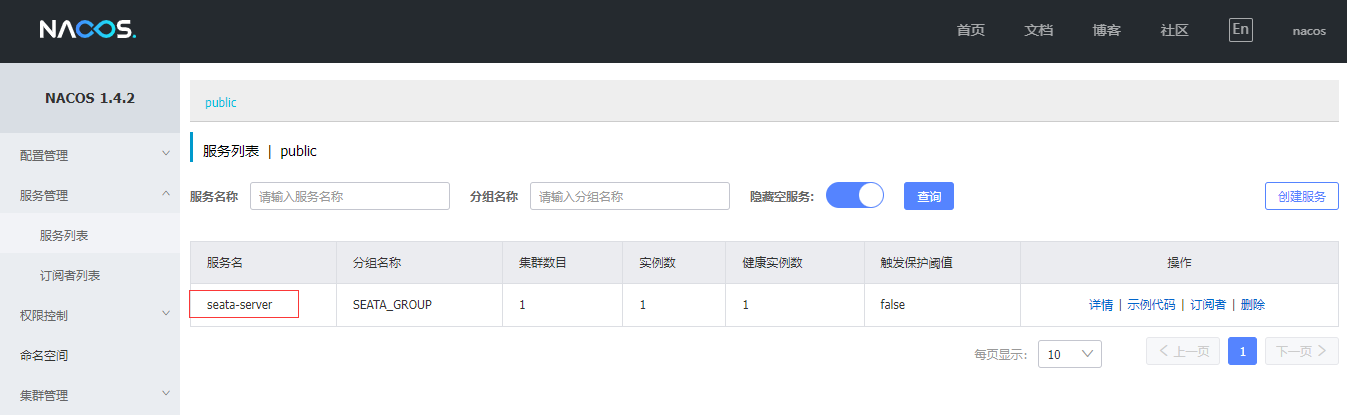 NACOS. 首页 文档 博客 社区 En nacos
NACOS 1.4.2
配置管理
服务管理
服务列表
订阅者列表
权限控制
命名空间
集群管理
public
服务列表 | public
服务名称 请输入服务名称 分组名称 请输入分组名称 隐藏空服务: 查询 创建服务
服务名 分组名称 集群数目 实例数 健康实例数 触发保护阈值 操作
seata-server SEATA_GROUP 1 1 1 false 详情 | 示例代码 | 订阅者 | 删除
每页显示: 10 上一页 1 下一页